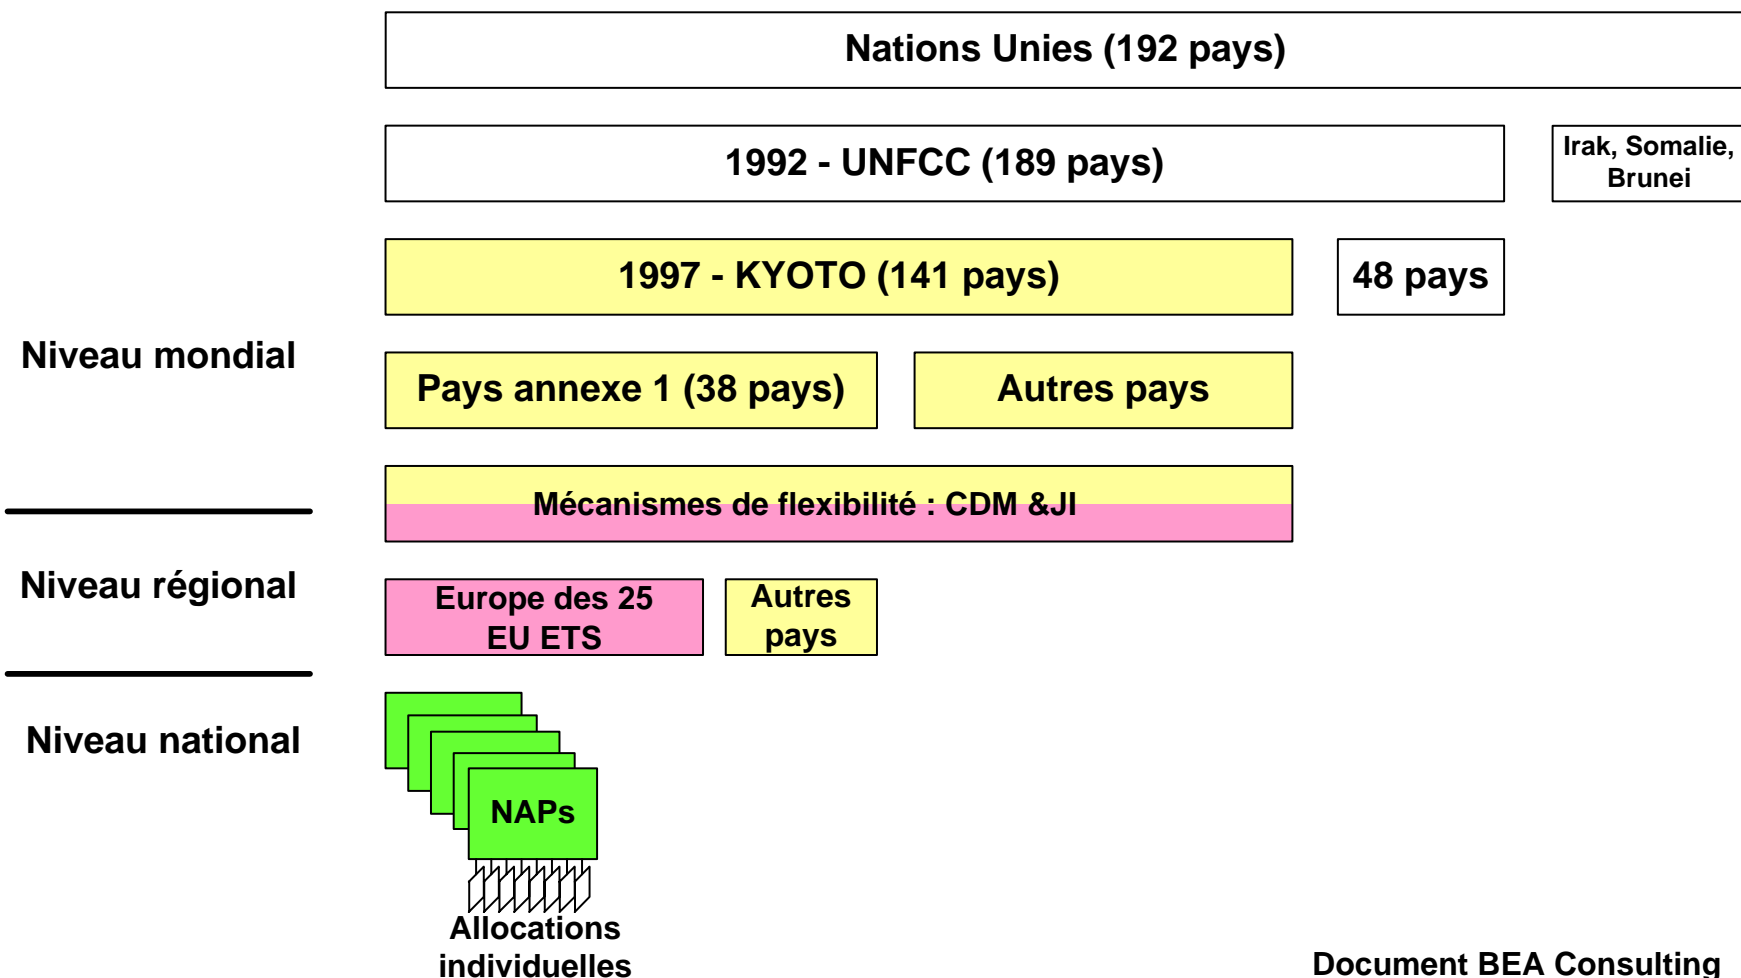 Nations Unies (192 pays)
1992 - UNFCC (189 pays)
Irak, Somalie,
Brunei
1997 - KYOTO (141 pays)
48 pays
Niveau mondial
Pays annexe 1 (38 pays)
Autres pays
Mécanismes de flexibilité : CDM &JI
Niveau régional
Europe des 25
EU ETS
Autres
pays
Niveau national
NAPs
Allocations
individuelles
Document BEA Consulting